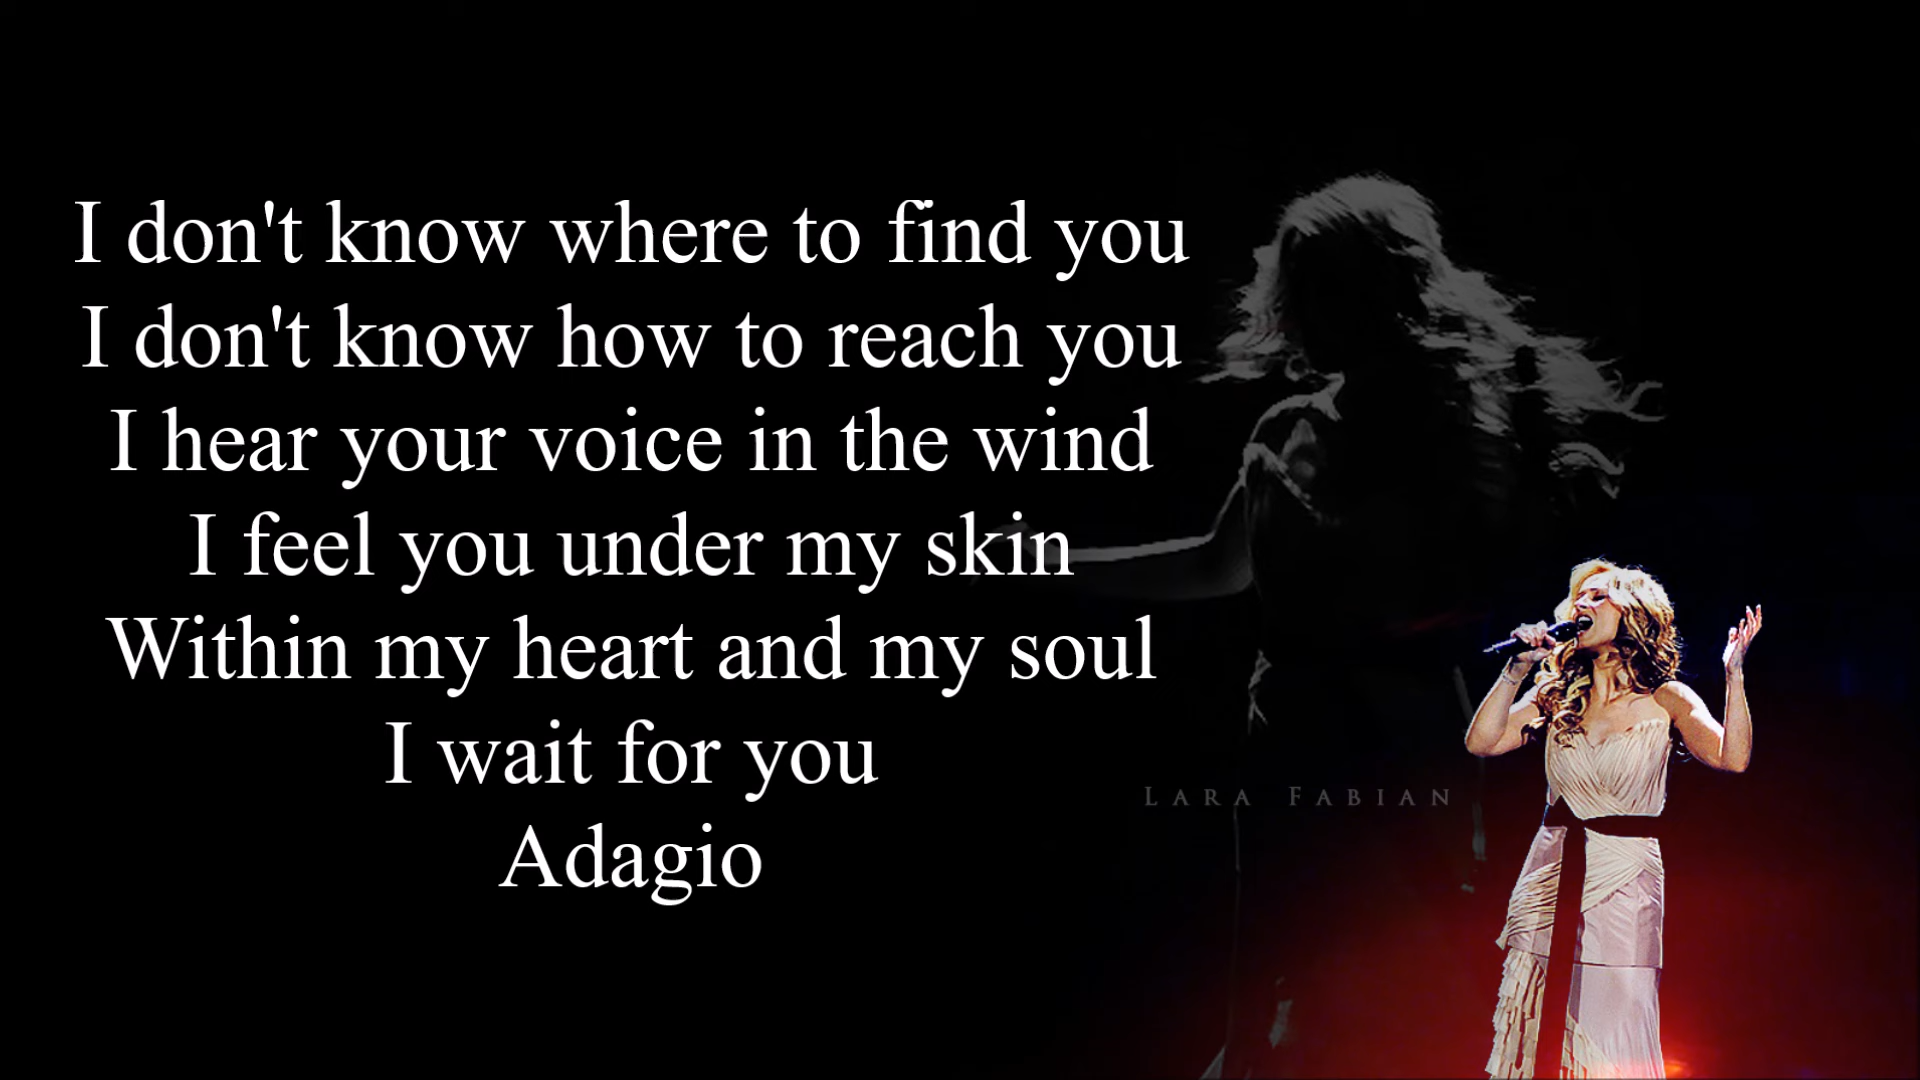 I don't know where to find you
I don't know how to reach you
I hear your voice in the wind
I feel you under my skin
Within my heart and my soul
I wait for you
Adagio
LARA FABIAN